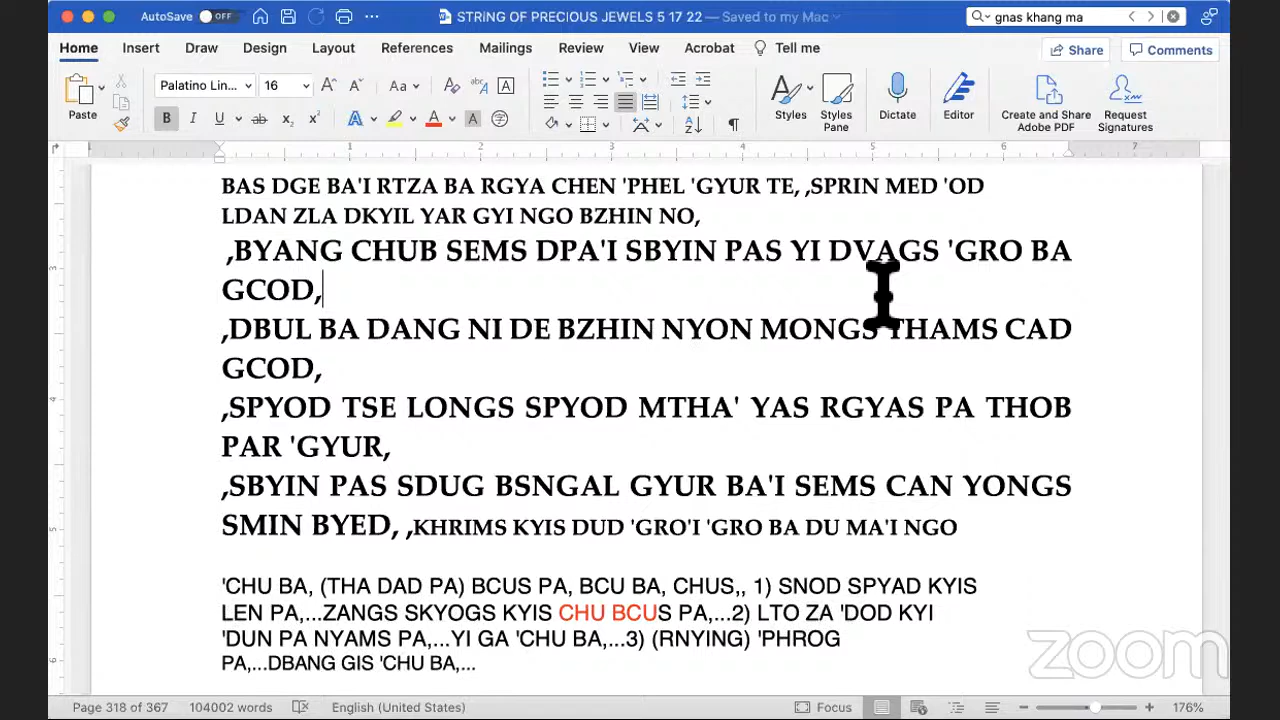 AutoSave OFF STRING OF PRECIOUS JEWELS 5 17 22 — Saved to my Mac gnas khang ma
Home Insert Draw Design Layout References Mailings Review View Acrobat Tell me Share Comments
Palatino Lin... 16
Paste Styles Styles Pane Dictate Editor Create and Share Adobe PDF Request Signatures
1 2 3 4 5 6 7
BAS DGE BA'I RTZA BA RGYA CHEN 'PHEL 'GYUR TE, ,SPRIN MED 'OD
LDAN ZLA DKYIL YAR GYI NGO BZHIN NO,
,BYANG CHUB SEMS DPA'I SBYIN PAS YI DVAGS 'GRO BA
GCOD,
,DBUL BA DANG NI DE BZHIN NYON MONGS THAMS CAD
GCOD,
,SPYOD TSE LONGS SPYOD MTHA' YAS RGYAS PA THOB
PAR 'GYUR,
,SBYIN PAS SDUG BSNGAL GYUR BA'I SEMS CAN YONGS
SMIN BYED, ,KHRIMS KYIS DUD 'GRO'I 'GRO BA DU MA'I NGO
'CHU BA, (THA DAD PA) BCUS PA, BCU BA, CHUS,, 1) SNOD SPYAD KYIS
LEN PA,...ZANGS SKYOGS KYIS CHU BCUS PA,...2) LTO ZA 'DOD KYI
'DUN PA NYAMS PA,...YI GA 'CHU BA,...3) (RNYING) 'PHROG
PA,...DBANG GIS 'CHU BA,...
zoom
Page 318 of 367 104002 words English (United States) Focus 176%